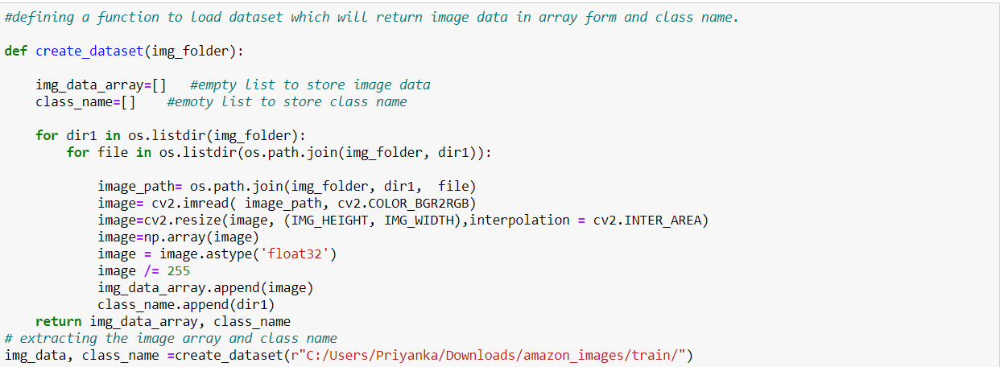 #defining a function to load dataset which will return image data in array form and class name.
def create_dataset(img_folder):
img_data_array=[]   #empty list to store image data
class_name=[]    #emoty list to store class name
for dir1 in os.listdir(img_folder):
for file in os.listdir(os.path.join(img_folder, dir1)):
image_path= os.path.join(img_folder, dir1,  file)
image= cv2.imread( image_path, cv2.COLOR_BGR2RGB)
image=cv2.resize(image, (IMG_HEIGHT, IMG_WIDTH),interpolation = cv2.INTER_AREA)
image=np.array(image)
image = image.astype('float32')
image /= 255
img_data_array.append(image)
class_name.append(dir1)
return img_data_array, class_name
# extracting the image array and class name
img_data, class_name =create_dataset(r"C:/Users/Priyanka/Downloads/amazon_images/train/")